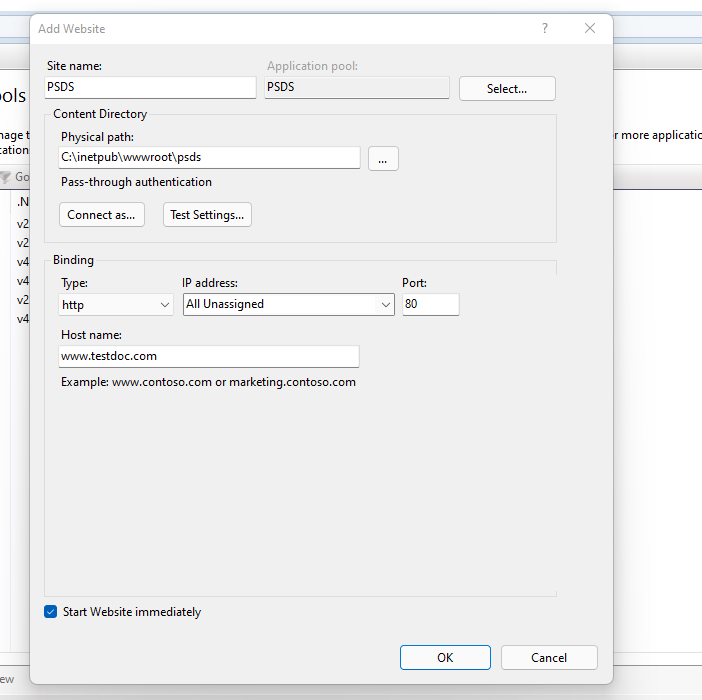 Add Website
?
Site name:
Application pool:
PSDS
PSDS
Select...
Content Directory
Physical path:
C:\inetpub\wwwroot\psds
...
Pass-through authentication
Connect as...
Test Settings...
Binding
Type:
IP address:
Port:
http
All Unassigned
80
Host name:
www.testdoc.com
Example: www.contoso.com or marketing.contoso.com
Start Website immediately
OK
Cancel
ools
nage t
cation
Go
.N
v2
v2
v4
v4
v2
v4
r more applicatio
ew